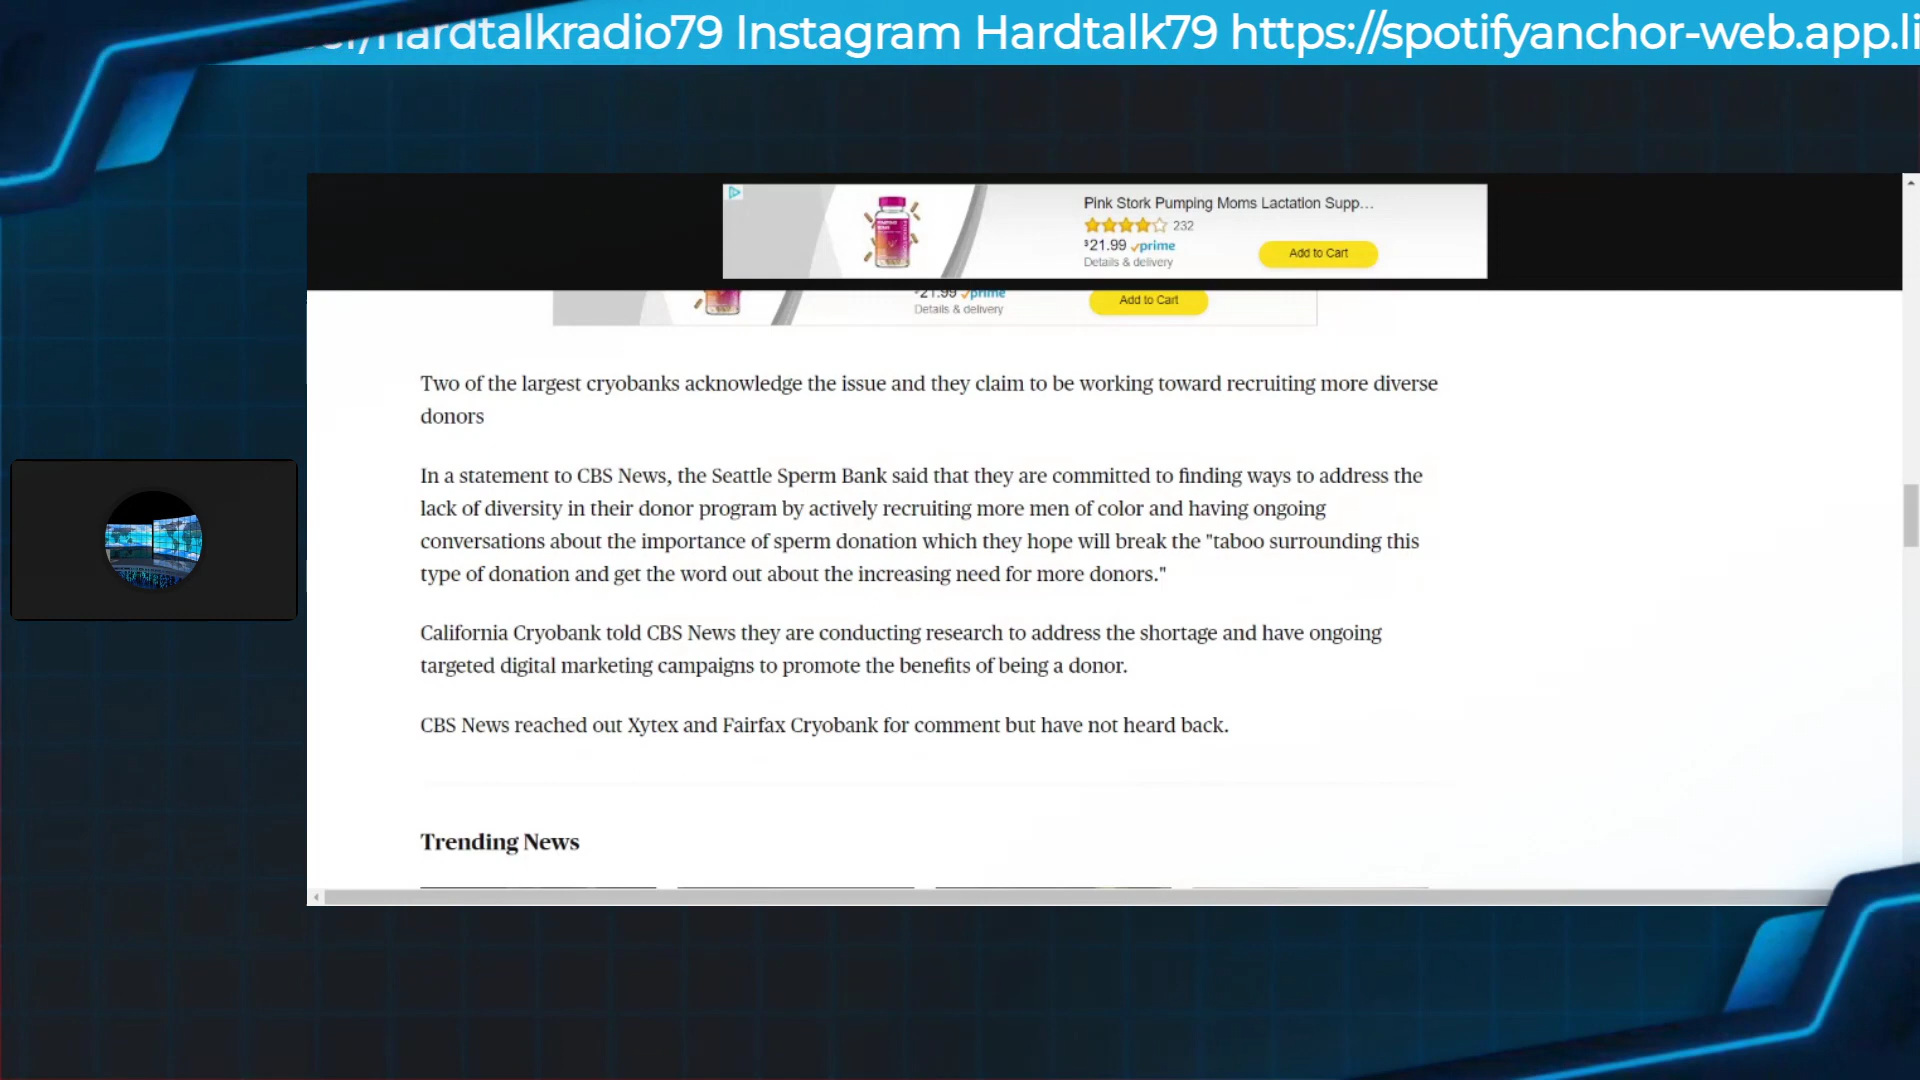 /hardtalkradio79 Instagram Hardtalk79 https://spotifyanchor-web.app.li
Pink Stork Pumping Moms Lactation Supp...
232
$21.99 prime
Add to Cart
Details & delivery
$21.99 prime
Add to Cart
Details & delivery
Two of the largest cryobanks acknowledge the issue and they claim to be working toward recruiting more diverse
donors
In a statement to CBS News, the Seattle Sperm Bank said that they are committed to finding ways to address the
lack of diversity in their donor program by actively recruiting more men of color and having ongoing
conversations about the importance of sperm donation which they hope will break the "taboo surrounding this
type of donation and get the word out about the increasing need for more donors."
California Cryobank told CBS News they are conducting research to address the shortage and have ongoing
targeted digital marketing campaigns to promote the benefits of being a donor.
CBS News reached out Xytex and Fairfax Cryobank for comment but have not heard back.
Trending News